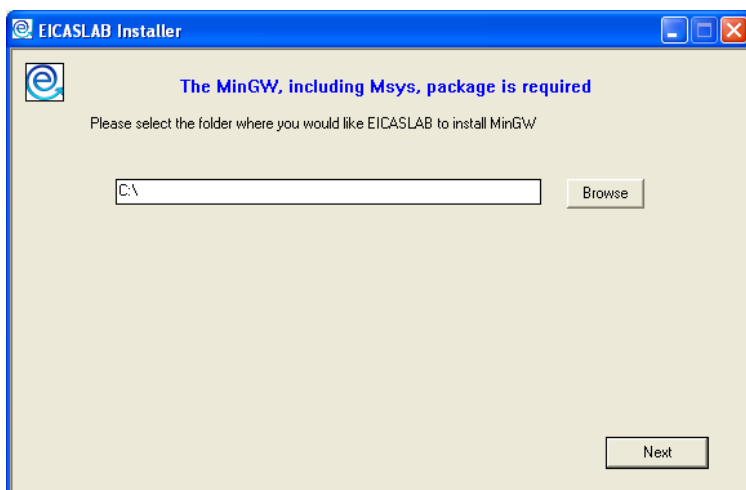 EICASLAB Installer
The MinGW, including Msys, package is required
Please select the folder where you would like EICASLAB to install MinGW
C:\
Browse
Next